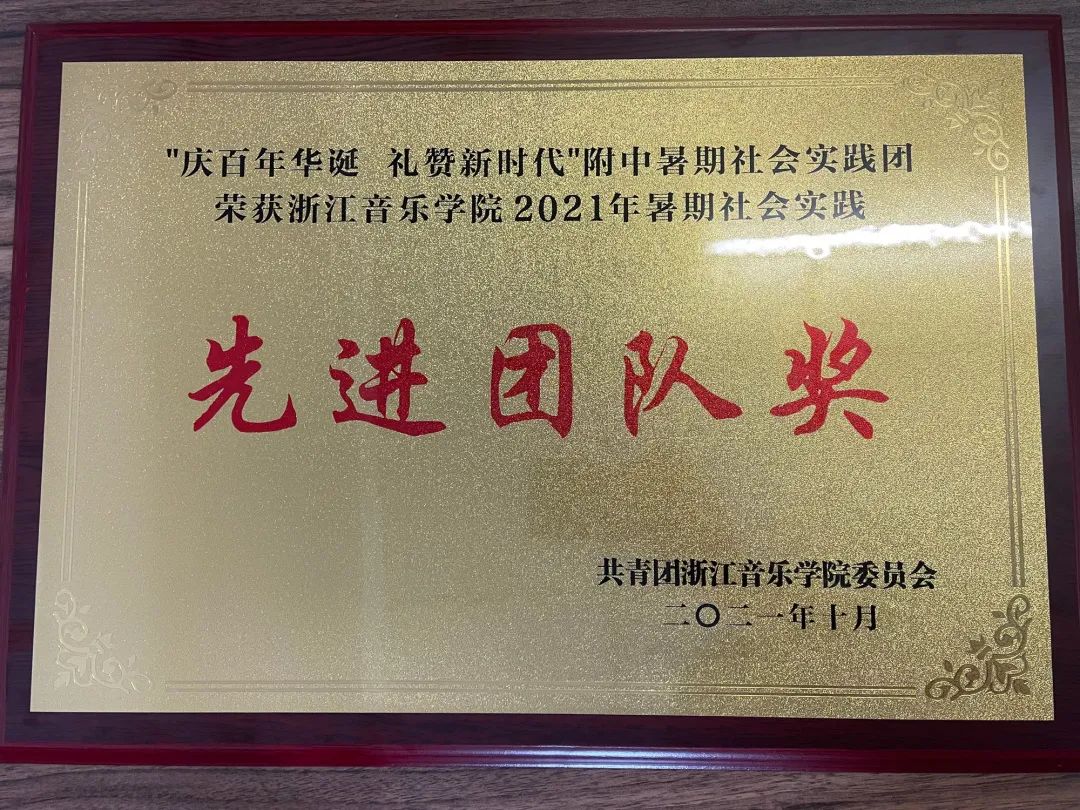 "庆百年华诞 礼赞新时代"附中暑期社会实践团
荣获浙江音乐学院2021年暑期社会实践
先进团队奖
共青团浙江音乐学院委员会
二〇二一年十月